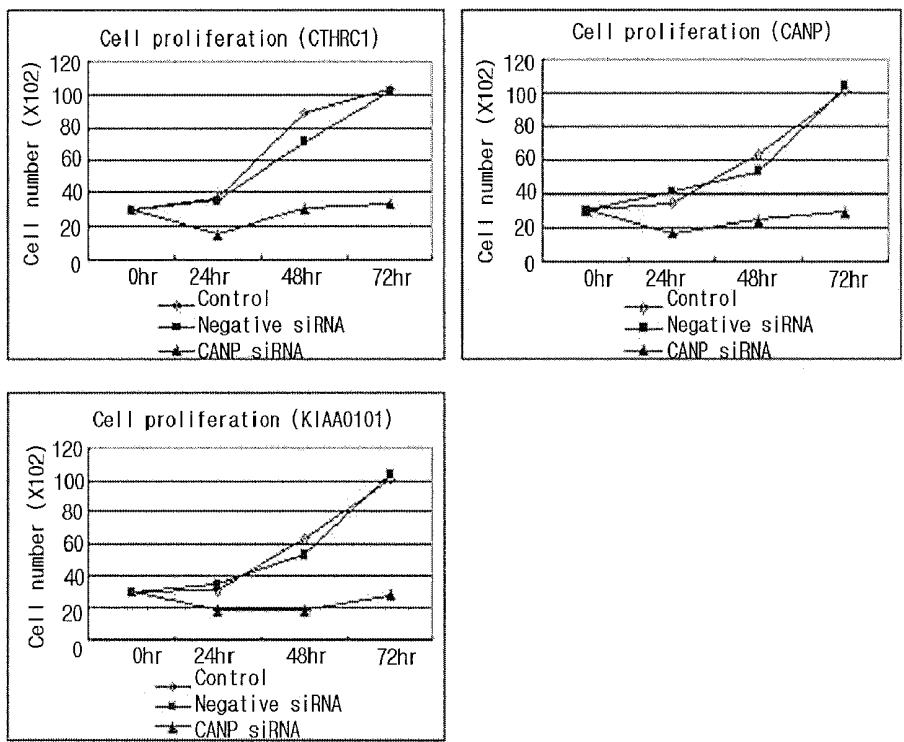 Cell proliferation (CTHRC1)
Cell number (X102)
120
100
80
60
40
20
0
0hr 24hr 48hr 72hr
Control
Negative siRNA
CANP siRNA
Cell proliferation (CANP)
Cell number (X102)
120
100
80
60
40
20
0
0hr 24hr 48hr 72hr
Control
Negative siRNA
CANP siRNA
Cell proliferation (KIAA0101)
Cell number (X102)
120
100
80
60
40
20
0
0hr 24hr 48hr 72hr
Control
Negative siRNA
CANP siRNA